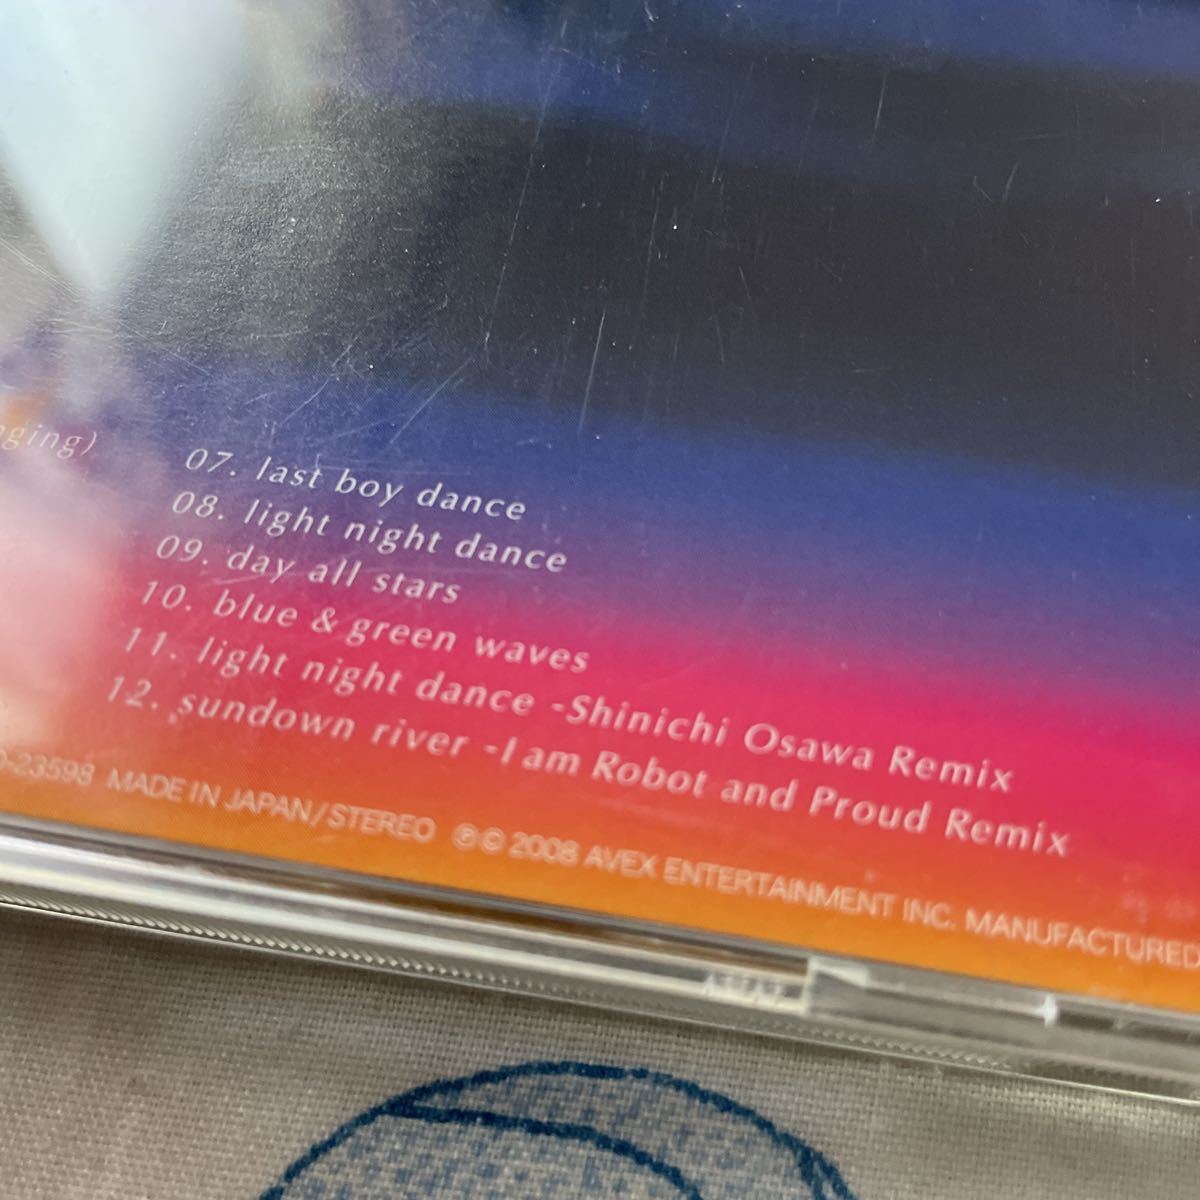 ging)
07. last boy dance
08. light night dance
09. day all stars
10. blue & green waves
11. light night dance -Shinichi Osawa Remix
12. sundown river -I am Robot and Proud Remix
-23598 MADE IN JAPAN/STEREO ℗© 2008 AVEX ENTERTAINMENT INC. MANUFACTURED